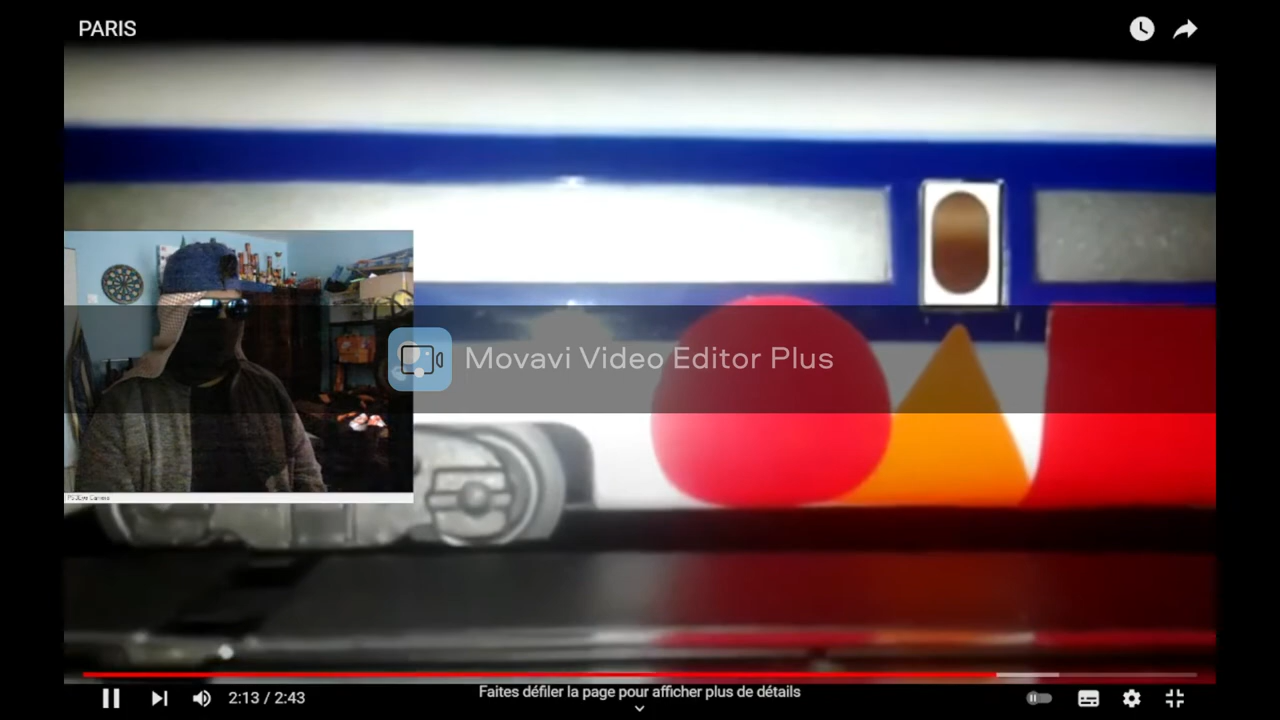 PARIS
Movavi Video Editor Plus
PS3Eye Camera
2:13 / 2:43
Faites défiler la page pour afficher plus de détails